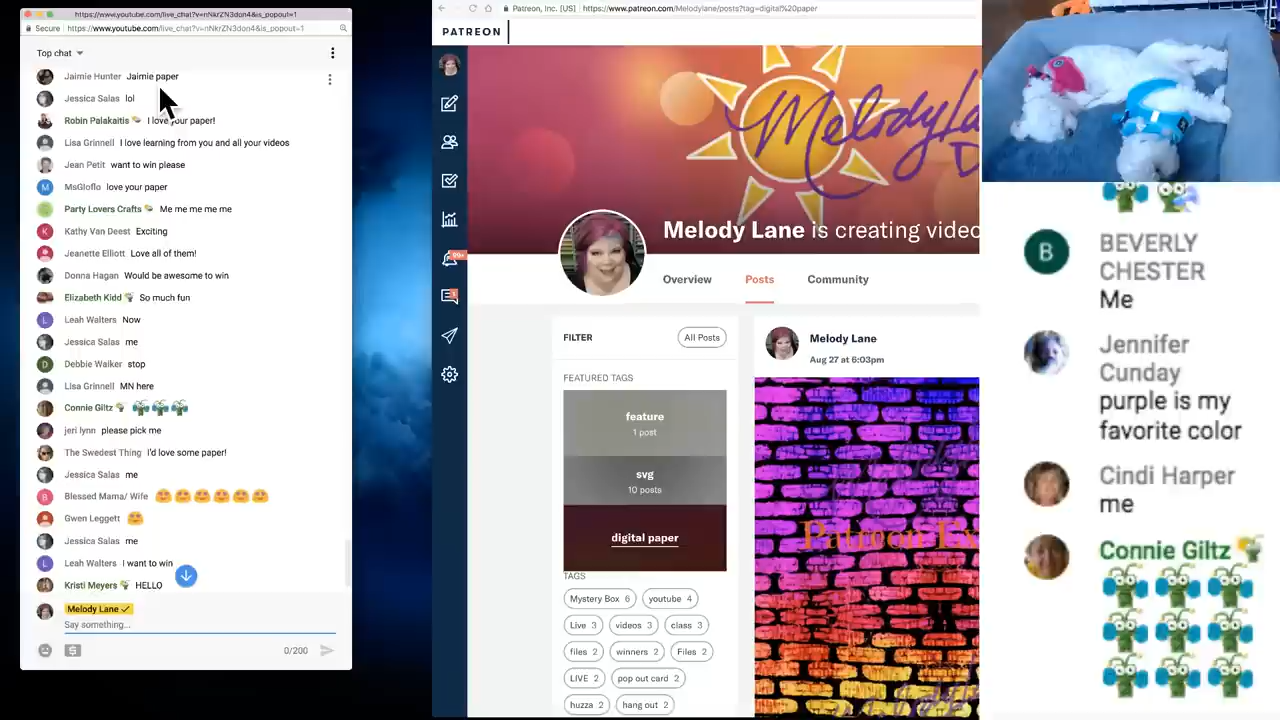 https://www.youtube.com/live_chat?v=nNkrZN3don4&is_popout=1
Secure https://www.youtube.com/live_chat?v=nNkrZN3don4&is_popout=1
Top chat
Jaimie Hunter Jaimie paper
Jessica Salas lol
Robin Palakaitis I love your paper!
Lisa Grinnell I love learning from you and all your videos
Jean Petit want to win please
MsGloflo love your paper
Party Lovers Crafts Me me me me me
Kathy Van Deest Exciting
Jeanette Elliott Love all of them!
Donna Hagan Would be awesome to win
Elizabeth Kidd So much fun
Leah Walters Now
Jessica Salas me
Debbie Walker stop
Lisa Grinnell MN here
Connie Giltz
jeri lynn please pick me
The Swedest Thing I'd love some paper!
Jessica Salas me
Blessed Mama/ Wife
Gwen Leggett
Jessica Salas me
Leah Walters I want to win
Kristi Meyers HELLO
Melody Lane
Say something...
0/200
Patreon, Inc. [US] https://www.patreon.com/Melodylane/posts?tag=digital%20paper
PATREON
MelodyLa
D
Melody Lane is creating videc
99+
Overview Posts Community
FILTER All Posts
Melody Lane
Aug 27 at 6:03pm
FEATURED TAGS
feature
1 post
svg
10 posts
digital paper
TAGS
Mystery Box 6 youtube 4
Live 3 videos 3 class 3
files 2 winners 2 Files 2
LIVE 2 pop out card 2
huzza 2 hang out 2
Patreon Ex
B
BEVERLY
CHESTER
Me
Jennifer
Cunday
purple is my
favorite color
Cindi Harper
me
Connie Giltz